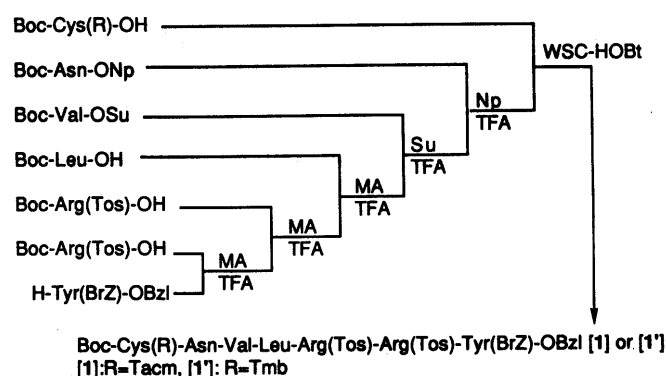 Boc-Cys(R)-OH
WSC-HOBt
Boc-Asn-ONp
Np
TFA
Boc-Val-OSu
Su
TFA
Boc-Leu-OH
MA
TFA
Boc-Arg(Tos)-OH
MA
TFA
Boc-Arg(Tos)-OH
MA
TFA
H-Tyr(BrZ)-OBzl
Boc-Cys(R)-Asn-Val-Leu-Arg(Tos)-Arg(Tos)-Tyr(BrZ)-OBzl [1] or [1']
[1]:R=Tacm, [1']: R=Tmb